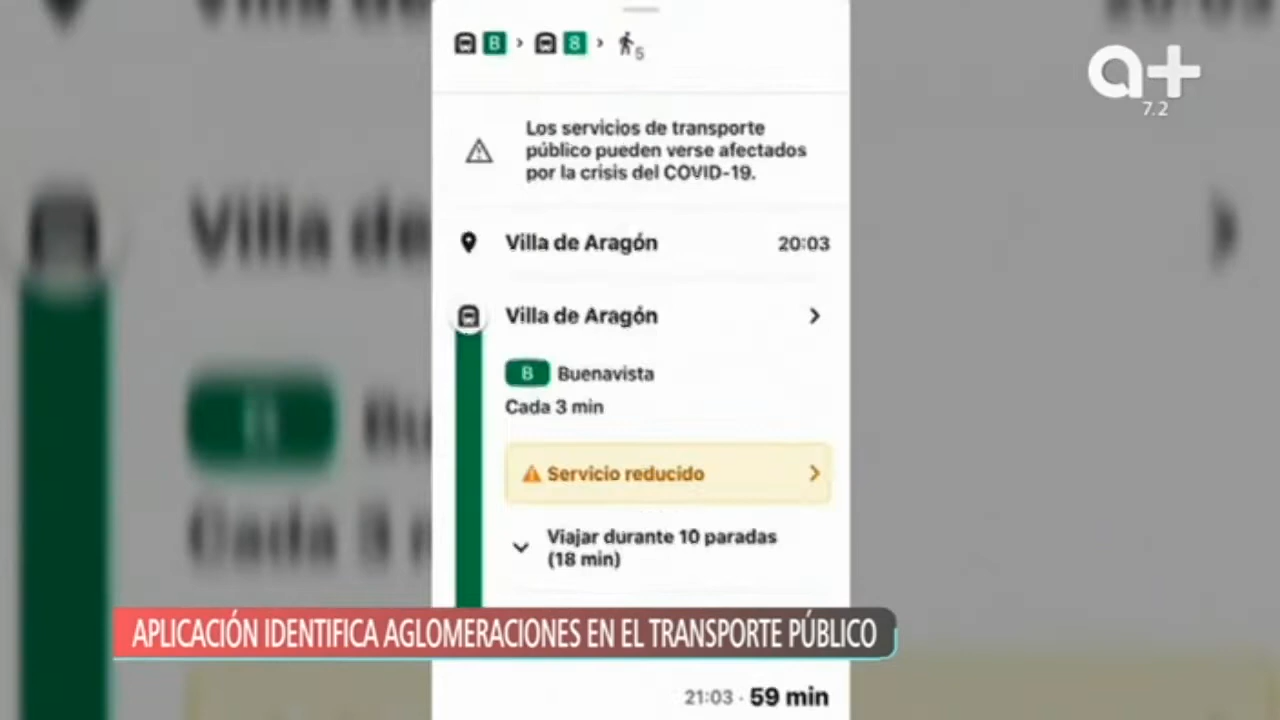 B > 8 > 5
a+
7.2
Los servicios de transporte
público pueden verse afectados
por la crisis del COVID-19.
Villa de Aragón 20:03
Villa de Aragón
B Buenavista
Cada 3 min
Servicio reducido
Viajar durante 10 paradas
(18 min)
APLICACIÓN IDENTIFICA AGLOMERACIONES EN EL TRANSPORTE PÚBLICO
21:03 · 59 min